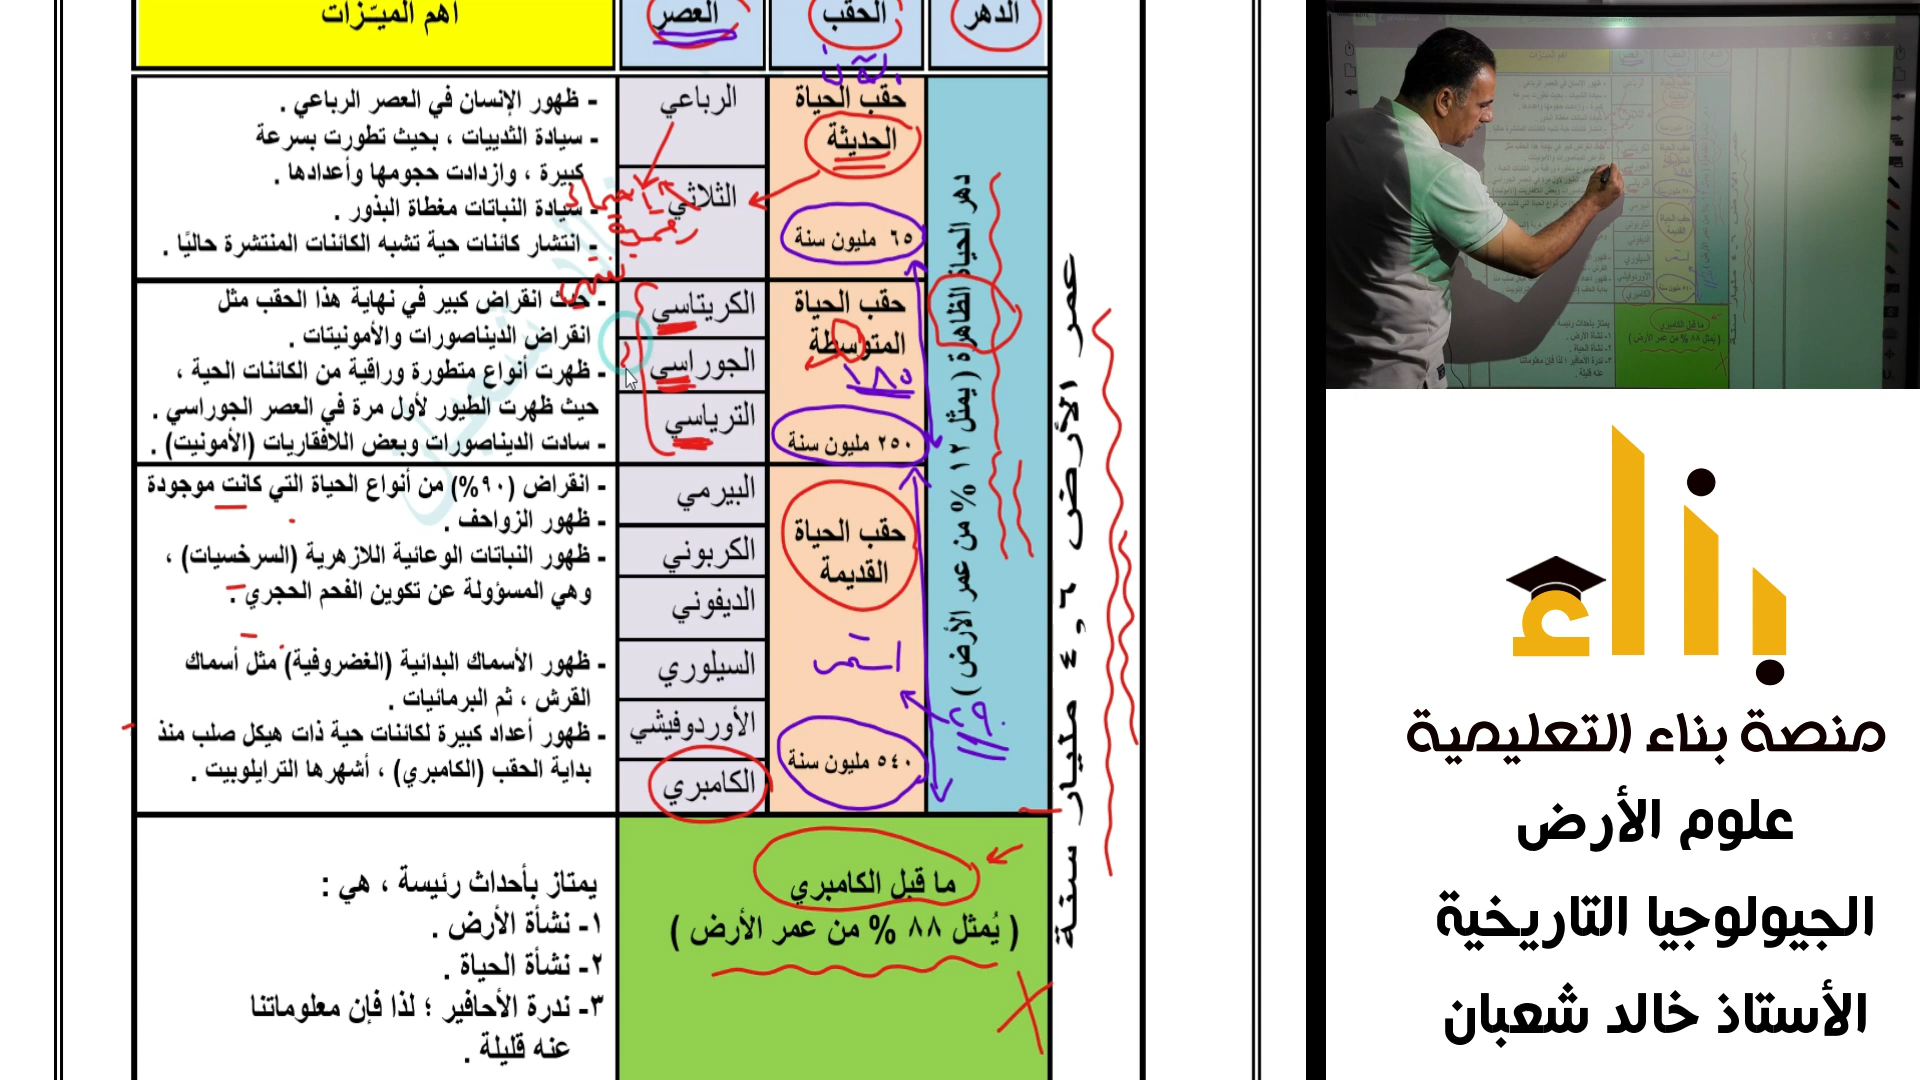 الدهر
الحقب
العصر
أهم الميـّـزات
عمر الأرض ٤,٦ مليار سنة
دهر الحياة الظاهرة ( يمثل ١٢ % من عمر الأرض )
حقب الحياة
الحديثة
٦٥ مليون سنة
الرباعي
الثلاثي
- ظهور الإنسان في العصر الرباعي .
- سيادة الثدييات ، بحيث تطورت بسرعة
كبيرة ، وازدادت حجومها وأعدادها .
- سيادة النباتات مغطاة البذور .
- انتشار كائنات حية تشبه الكائنات المنتشرة حاليًا .
حقب الحياة
المتوسطة
١٨٥
٢٥٠ مليون سنة
الكريتاسي
الجوراسي
الترياسي
- حدث انقراض كبير في نهاية هذا الحقب مثل
انقراض الديناصورات والأمونيتات .
- ظهرت أنواع متطورة وراقية من الكائنات الحية ،
حيث ظهرت الطيور لأول مرة في العصر الجوراسي .
- سادت الديناصورات وبعض اللافقاريات (الأمونيت) .
حقب الحياة
القديمة
٥٤٠ مليون سنة
البيرمي
الكربوني
الديفوني
السيلوري
الأوردوفيشي
الكامبري
- انقراض (٩٠%) من أنواع الحياة التي كانت موجودة
- ظهور الزواحف .
- ظهور النباتات الوعائية اللازهرية (السرخسيات) ،
وهي المسؤولة عن تكوين الفحم الحجري .
- ظهور الأسماك البدائية (الغضروفية) مثل أسماك
القرش ، ثم البرمائيات .
- ظهور أعداد كبيرة لكائنات حية ذات هيكل صلب منذ
بداية الحقب (الكامبري) ، أشهرها الترايلوبيت .
ما قبل الكامبري
( يُمثل ٨٨ % من عمر الأرض )
يمتاز بأحداث رئيسة ، هي :
١- نشأة الأرض .
٢- نشأة الحياة .
٣- ندرة الأحافير ؛ لذا فإن معلوماتنا
عنه قليلة .
بناء
منصة بناء التعليمية
علوم الأرض
الجيولوجيا التاريخية
الأستاذ خالد شعبان